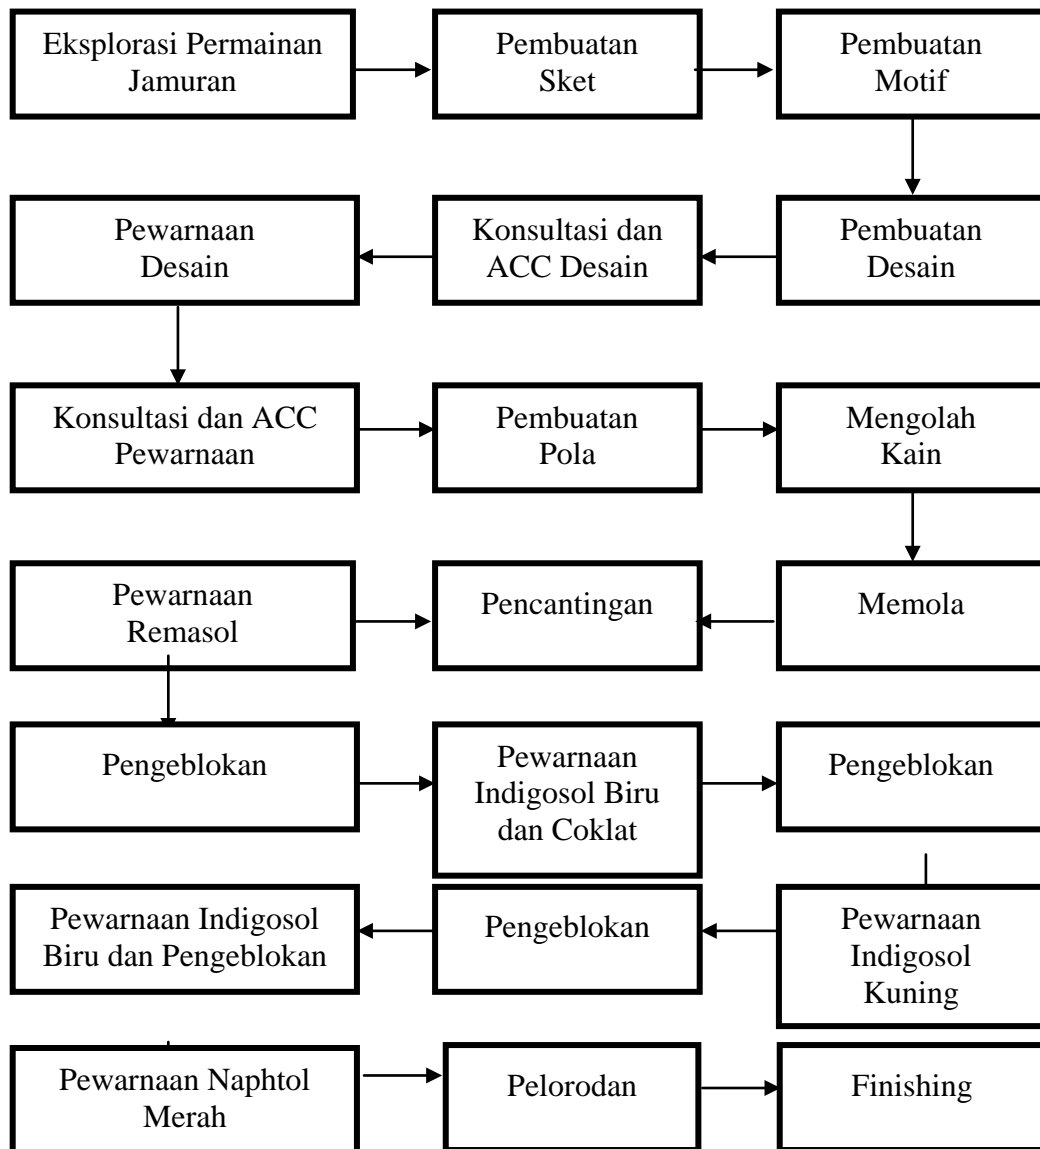 Eksplorasi Permainan
Jamuran
Pembuatan
Sket
Pembuatan
Motif
Pewarnaan
Desain
Konsultasi dan
ACC Desain
Pembuatan
Desain
Konsultasi dan ACC
Pewarnaan
Pembuatan
Pola
Mengolah
Kain
Pewarnaan
Remasol
Pencantingan
Memola
Pengeblokan
Pewarnaan
Indigosol Biru
dan Coklat
Pengeblokan
Pewarnaan Indigosol
Biru dan Pengeblokan
Pengeblokan
Pewarnaan
Indigosol
Kuning
Pewarnaan Naphtol
Merah
Pelorodan
Finishing